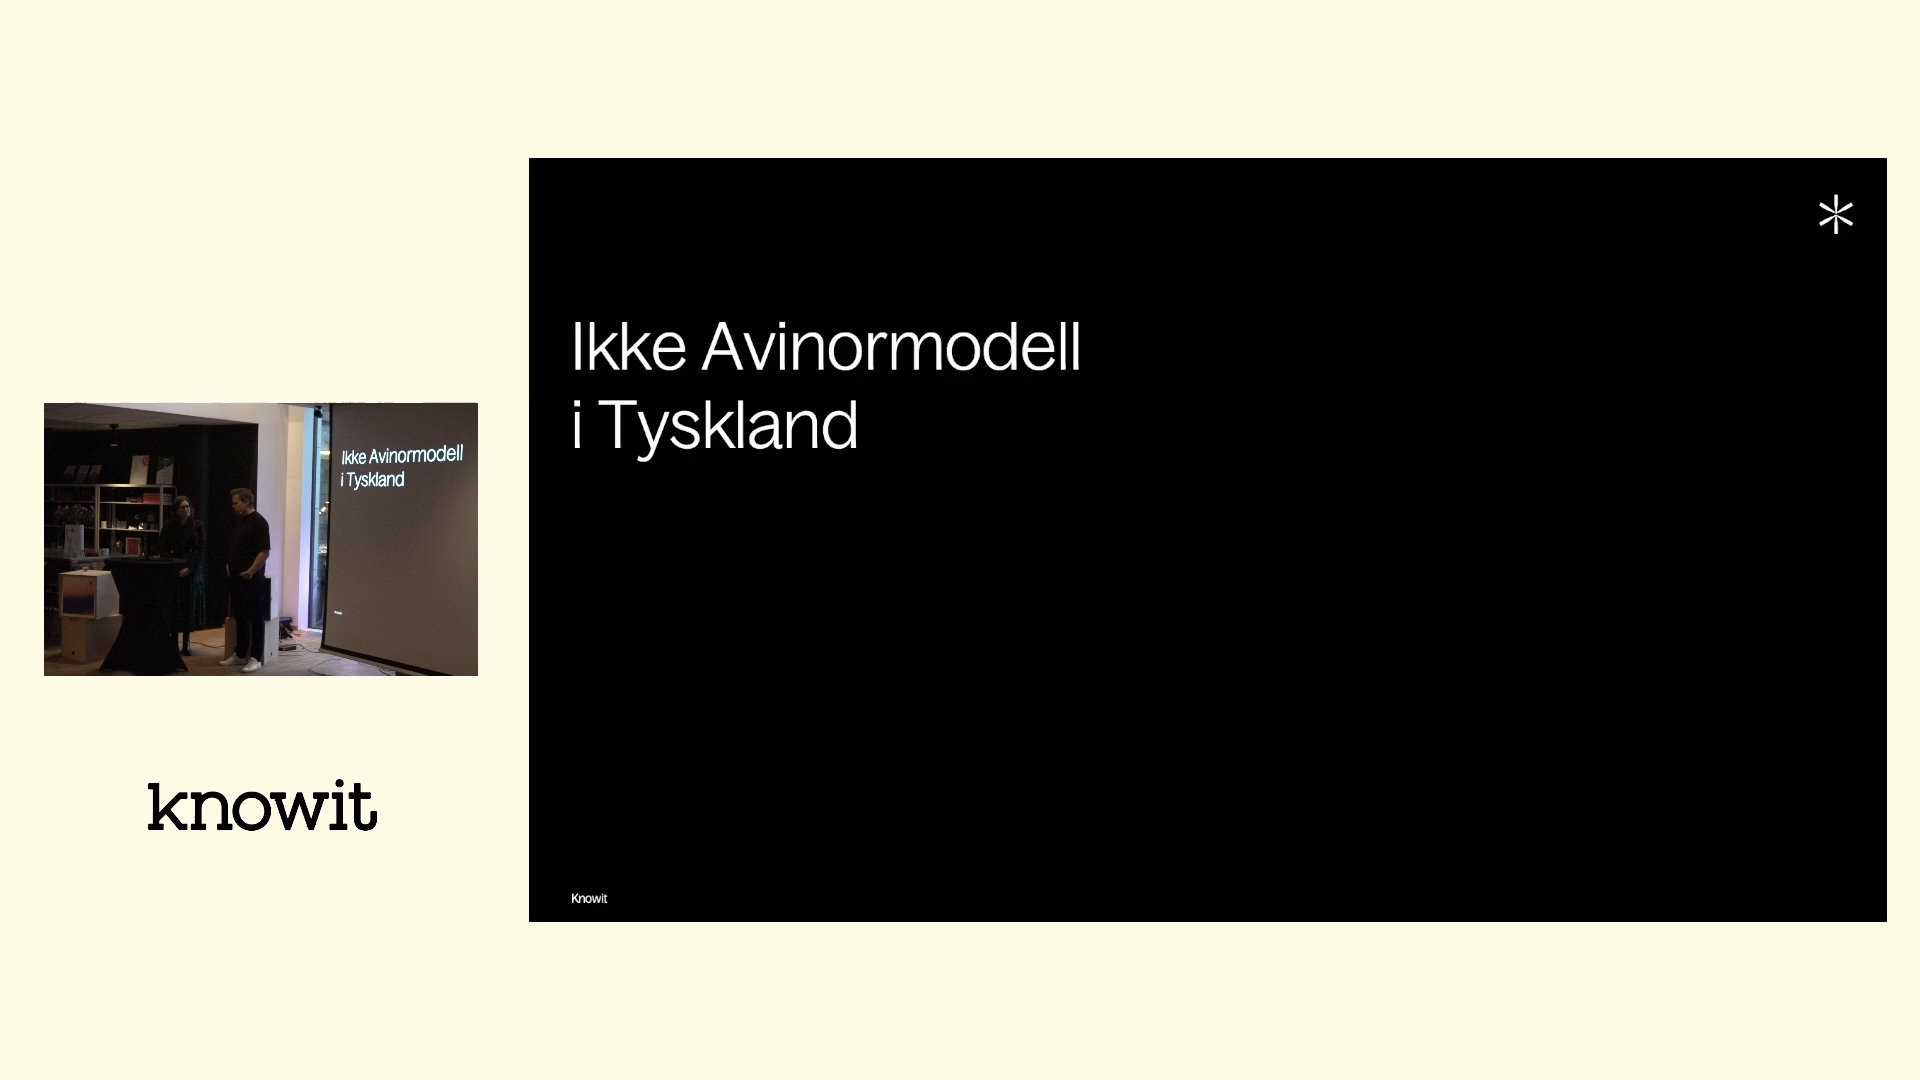 Ikke Avinormodell
i Tyskland
Ikke Avinormodell
i Tyskland
knowit
Knowit